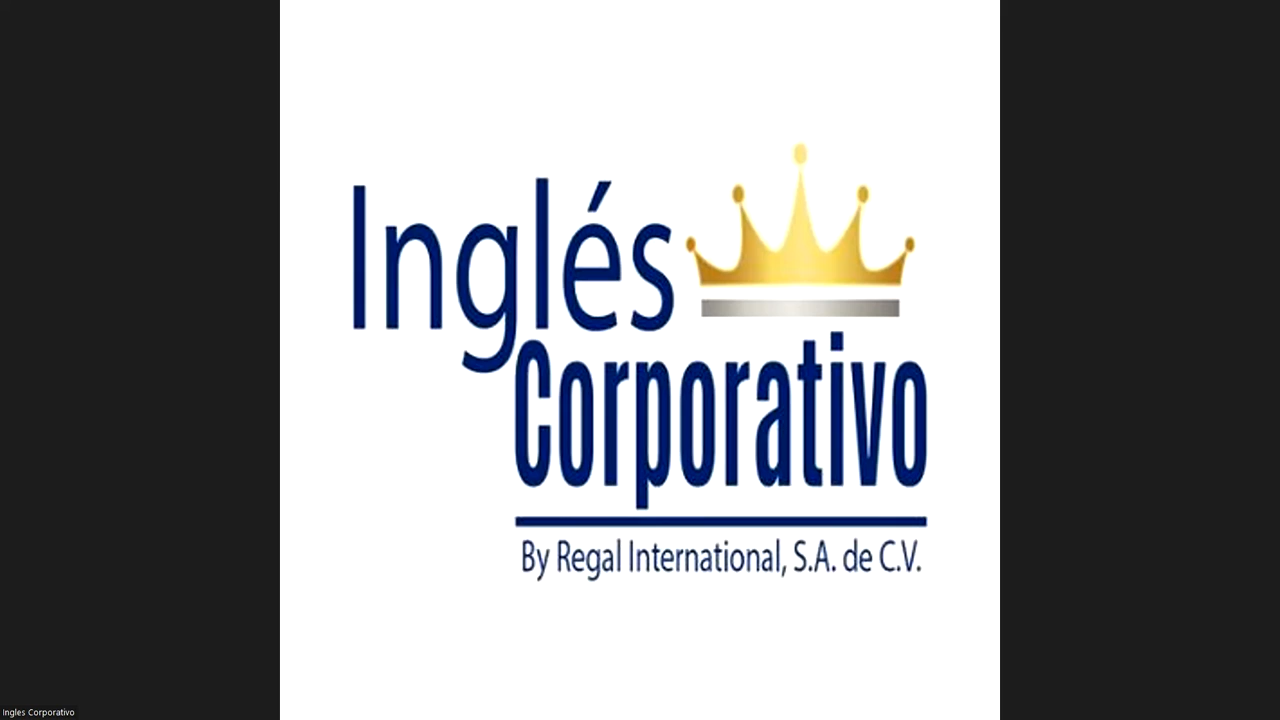 Inglés
Corporativo
By Regal International, S.A. de C.V.
Ingles Corporativo